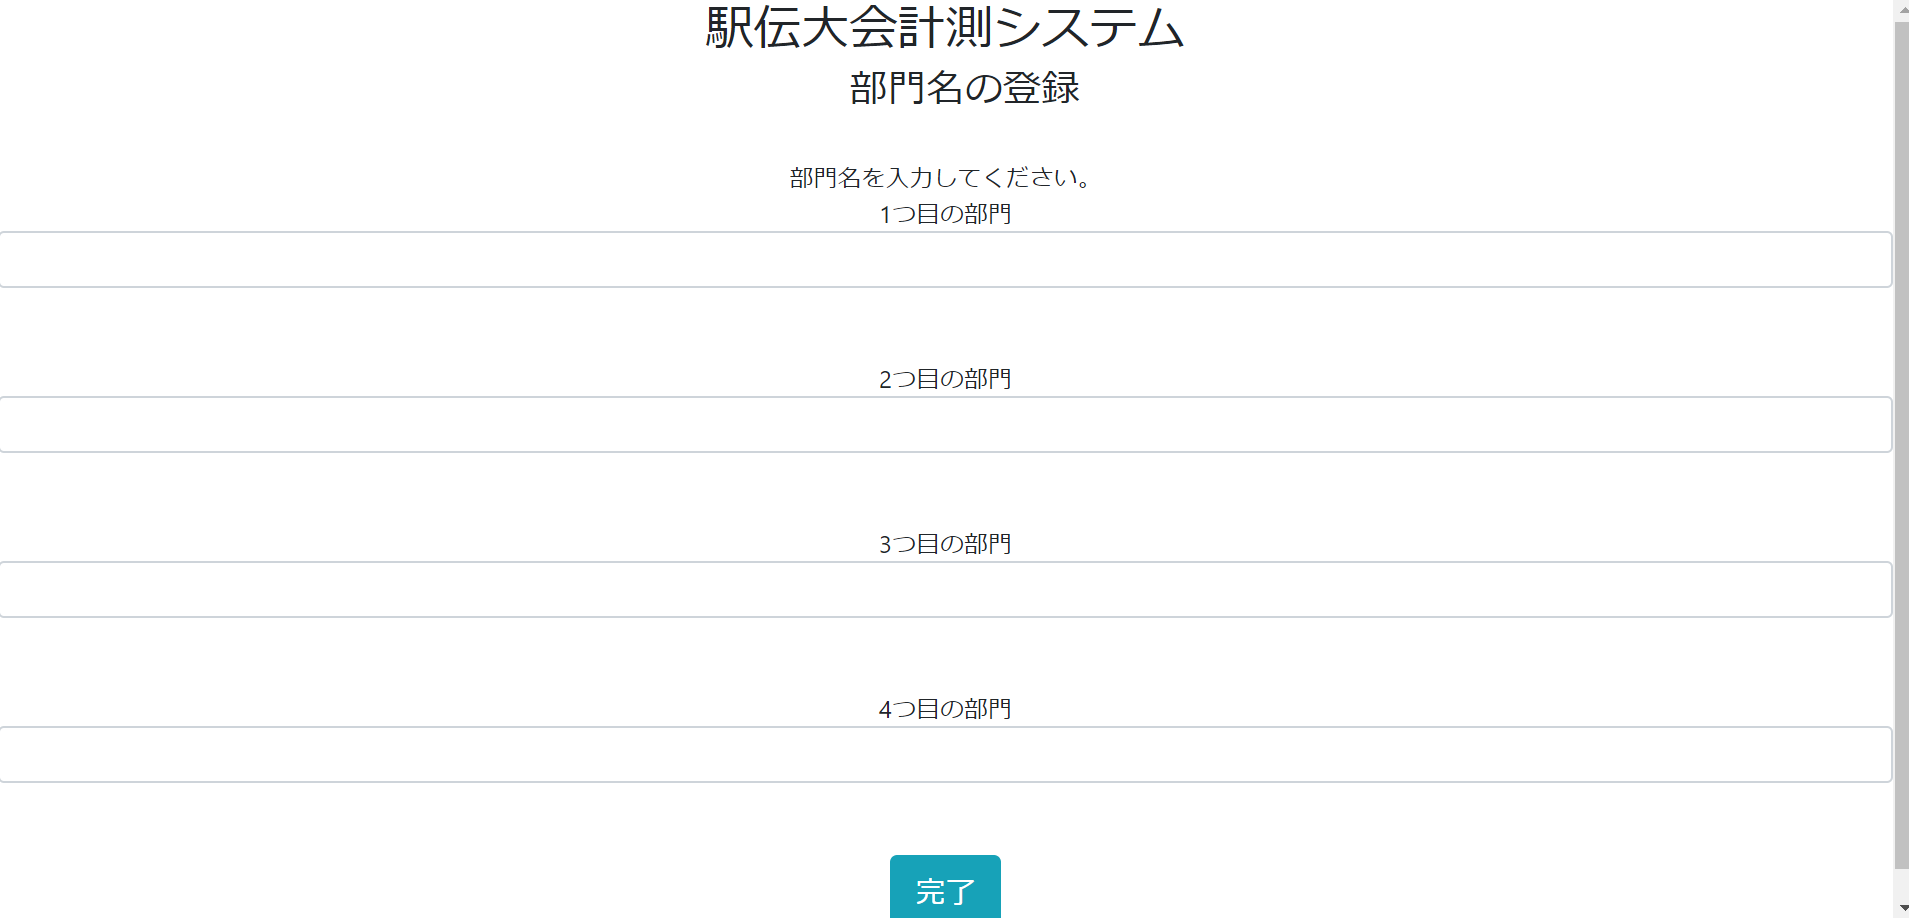 駅伝大会計測システム
部門名の登録
部門名を入力してください。
1つ目の部門
2つ目の部門
3つ目の部門
4つ目の部門
完了